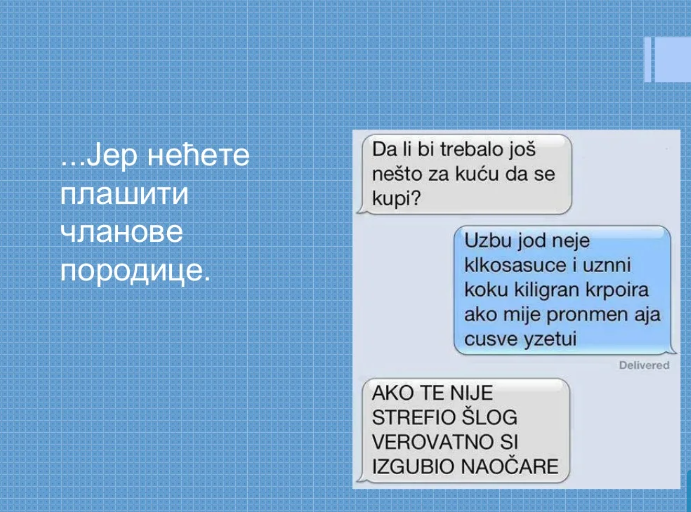 ...Јер нећете
плашити
чланове
породице.
Da li bi trebalo još
nešto za kuću da se
kupi?
Uzbu jod neje
klkosasuce i uznni
koku kiligran krpoira
ako mije pronmen aja
cusve yzetui
Delivered
AKO TE NIJE
STREFIO ŠLOG
VEROVATNO SI
IZGUBIO NAOČARE